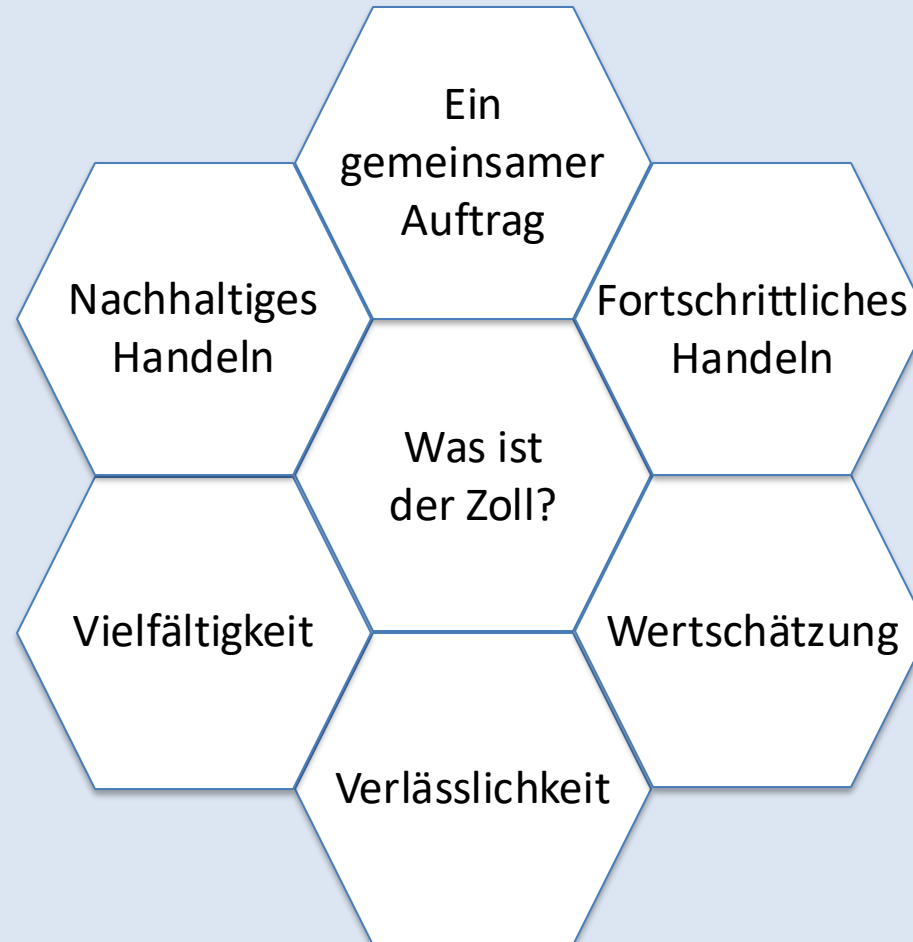 Ein
gemeinsamer
Auftrag
Nachhaltiges
Handeln
Fortschrittliches
Handeln
Was ist
der Zoll?
Vielfältigkeit
Wertschätzung
Verlässlichkeit